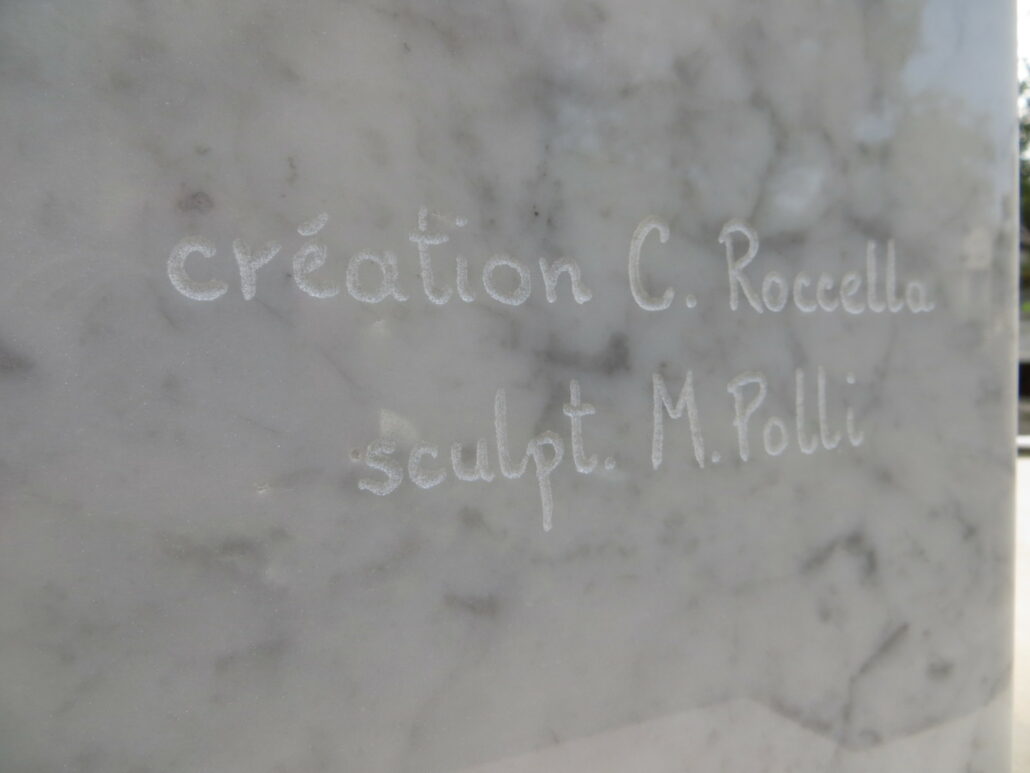 création C. Roccella
sculpt. M. Polli